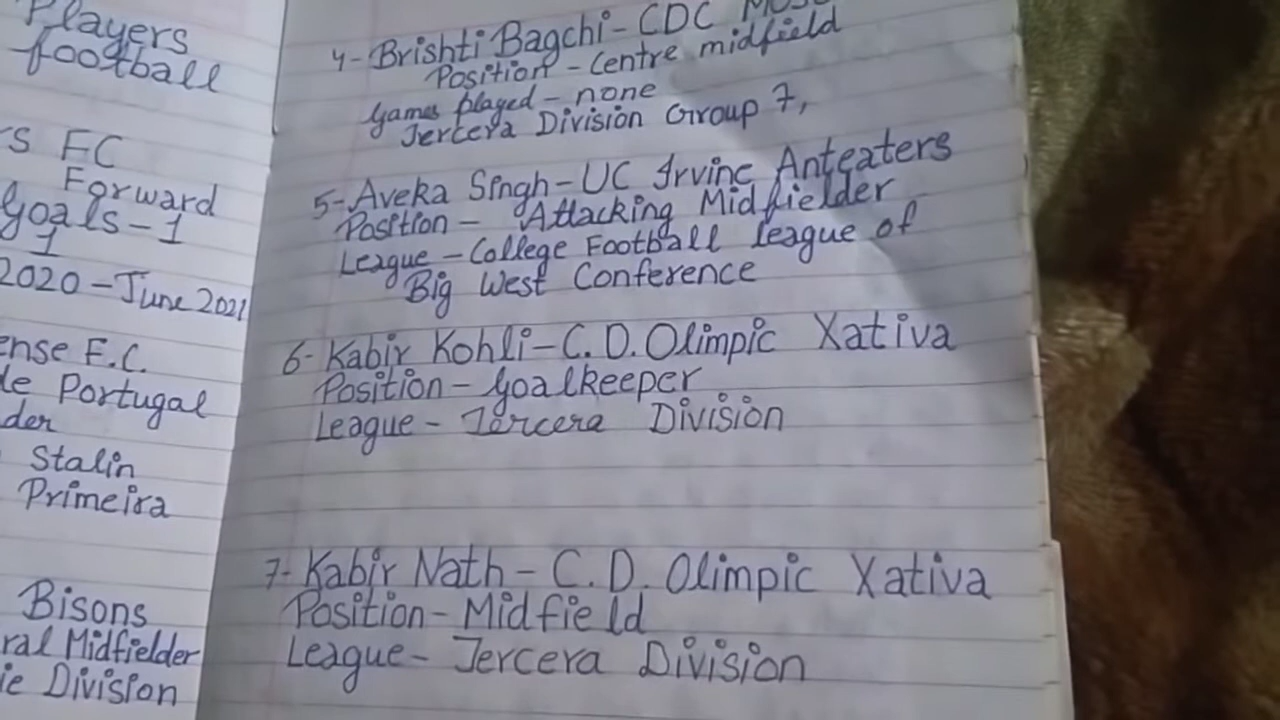 Players
football
s FC
Forward
Goals-1
1
2020-June 2021
ense F.C.
de Portugal
der
Stalin
Primeira
Bisons
ral Midfielder
ie Division
4- Brishti Bagchi- CDC
Position - Centre midfield
Games played - none
Tercera Division Group 7,
5- Aveka Singh- UC Irvine Anteaters
Position - Attacking Midfielder
League - College Football league of
Big West Conference
6- Kabir Kohli- C. D. Olimpic Xativa
Position - Goalkeeper
League - Tercera Division
7- Kabir Nath - C. D. Olimpic Xativa
Position - Midfield
League - Tercera Division